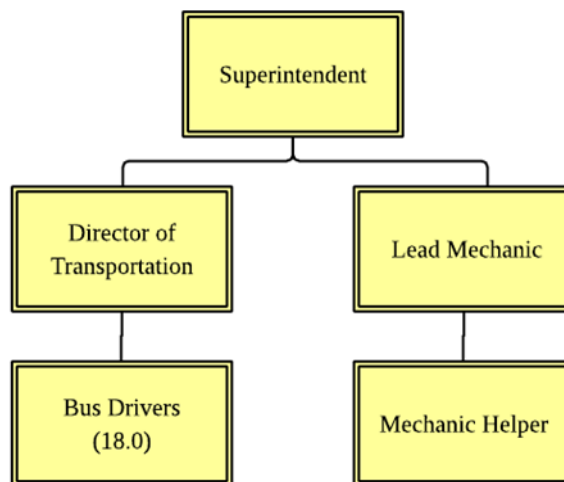 Superintendent
Director of
Transportation
Lead Mechanic
Bus Drivers
(18.0)
Mechanic Helper